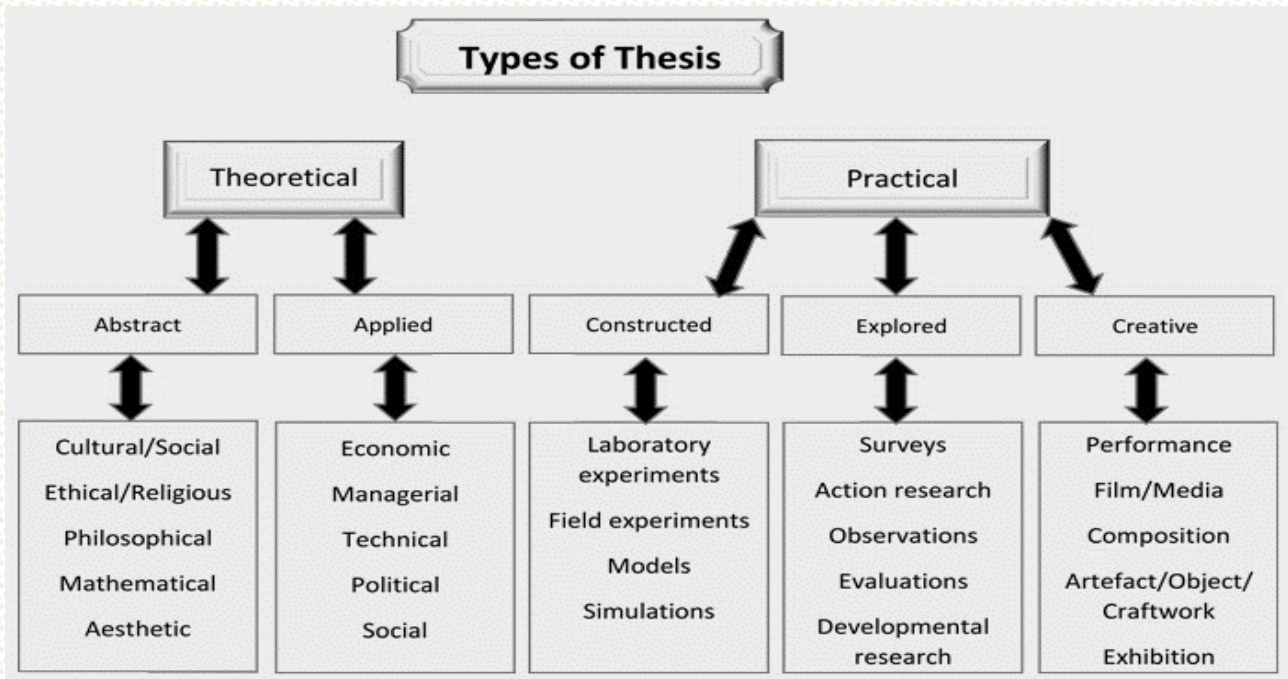 Types of Thesis
Theoretical
Practical
Abstract
Applied
Constructed
Explored
Creative
Cultural/Social
Ethical/Religious
Philosophical
Mathematical
Aesthetic
Economic
Managerial
Technical
Political
Social
Laboratory
experiments
Field experiments
Models
Simulations
Surveys
Action research
Observations
Evaluations
Developmental
research
Performance
Film/Media
Composition
Artefact/Object/
Craftwork
Exhibition